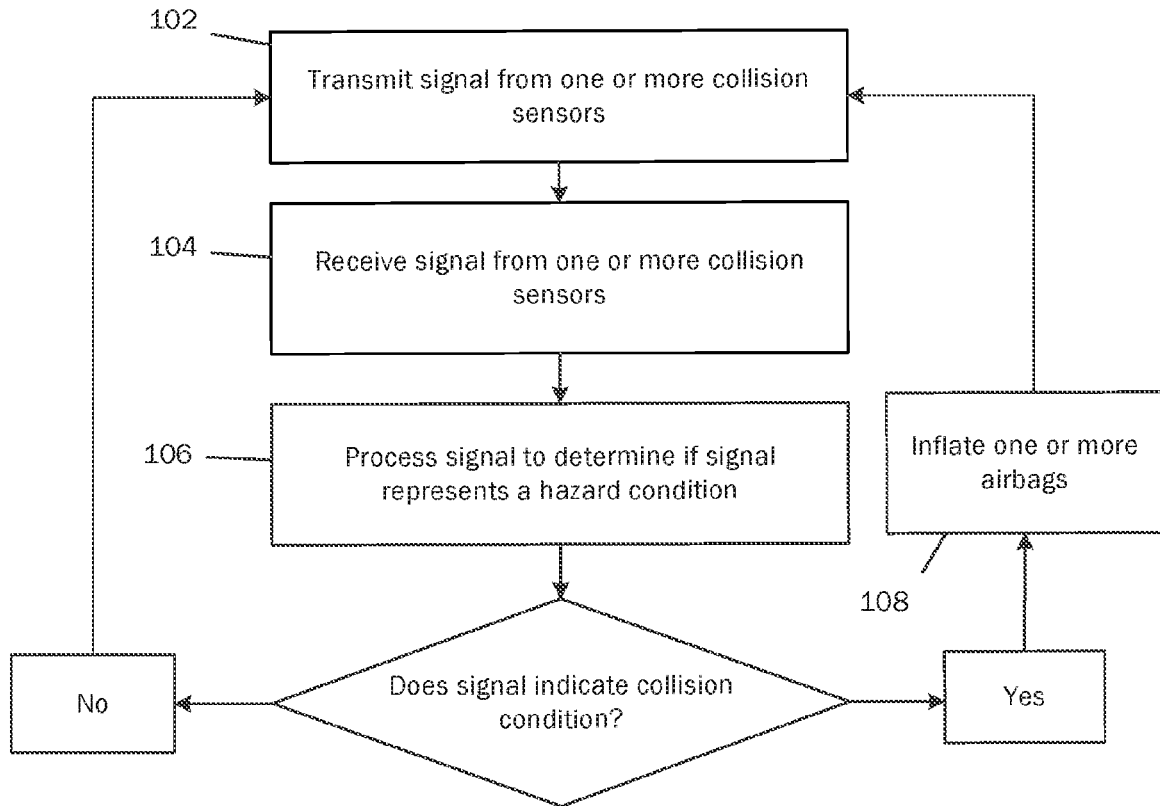 102
Transmit signal from one or more collision
sensors
104
Receive signal from one or more collision
sensors
106
Process signal to determine if signal
represents a hazard condition
Inflate one or more
airbags
108
No
Does signal indicate collision
condition?
Yes